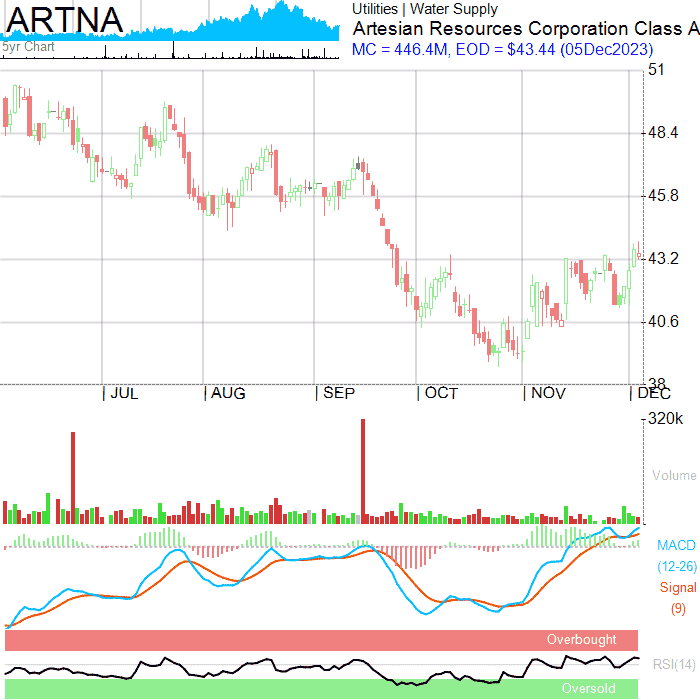 ARTNA
5yr Chart
Utilities | Water Supply
Artesian Resources Corporation Class A
MC = 446.4M, EOD = $43.44 (05Dec2023)
51
48.4
45.8
43.2
40.6
38
| JUL
| AUG
| SEP
| OCT
| NOV
| DEC
320k
Volume
MACD
(12-26)
Signal
(9)
Overbought
RSI(14)
Oversold